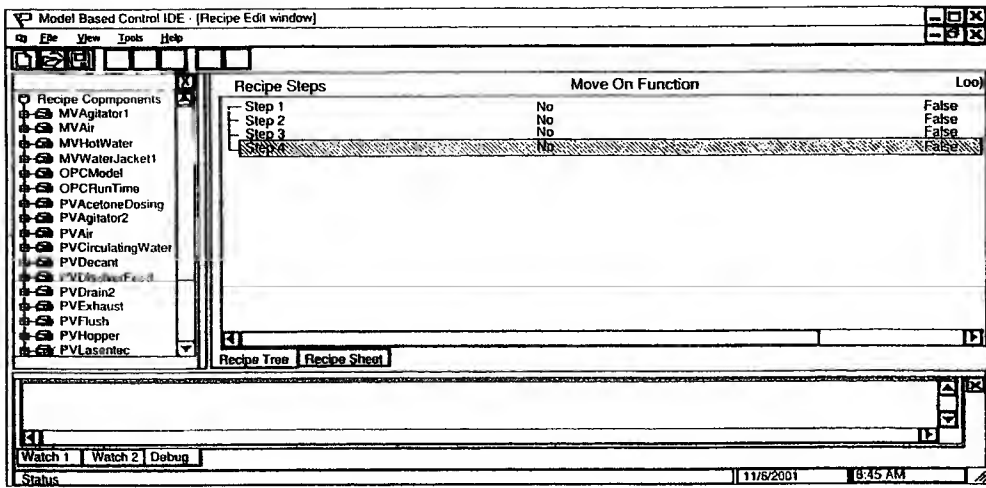 Model Based Control IDE - [Recipe Edit window]
File View Tools Help
Recipe Copmponents
MVAgitator1
MVAir
MVHotWater
MVWaterJacket1
OPCModel
OPCRunTime
PVAcetoneDosing
PVAgitator2
PVAir
PVCirculatingWater
PVDecant
PVDrain2
PVExhaust
PVFlush
PVHopper
PVLasentec
Recipe Steps Move On Function Loo
Step 1 No False
Step 2 No False
Step 3 No False
Step 4 No False
Recipe Tree Recipe Sheet
Watch 1 Watch 2 Debug
Status 11/6/2001 8:45 AM